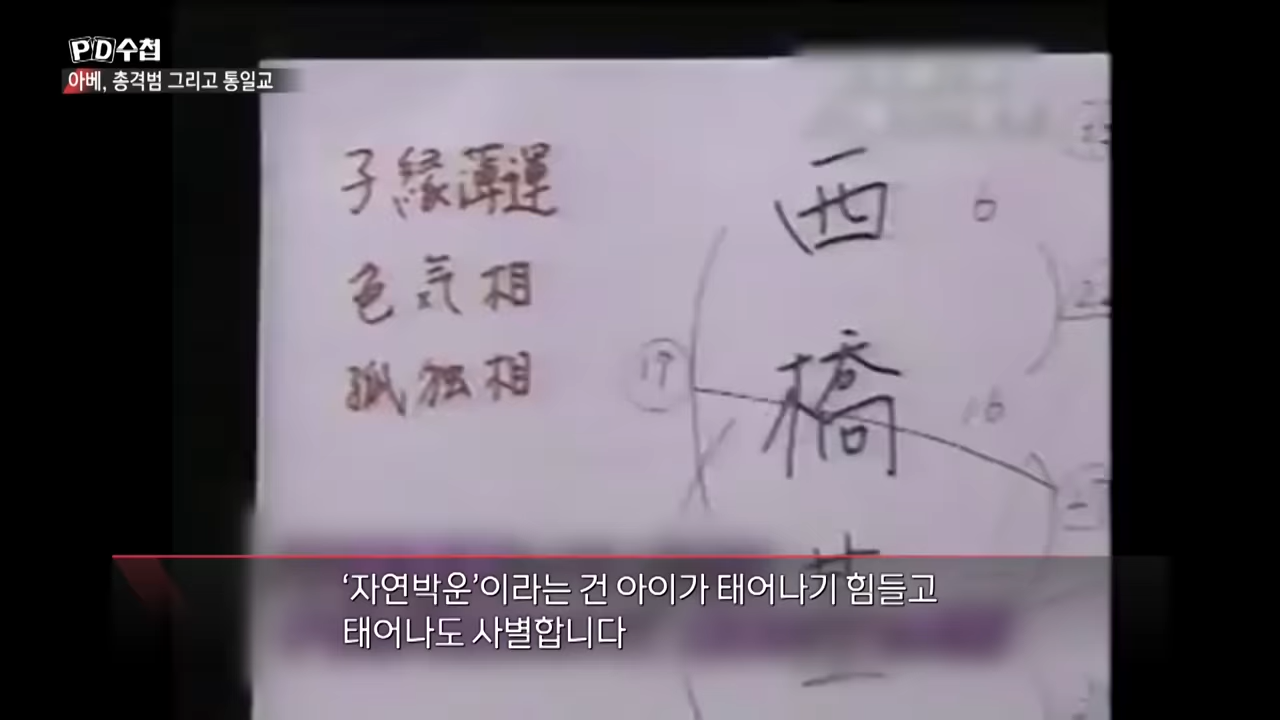 PD수첩
아베, 총격범 그리고 통일교
子縁薄運
色気相
孤独相
西 6
橋 16
19
‘자연박운’이라는 건 아이가 태어나기 힘들고
태어나도 사별합니다